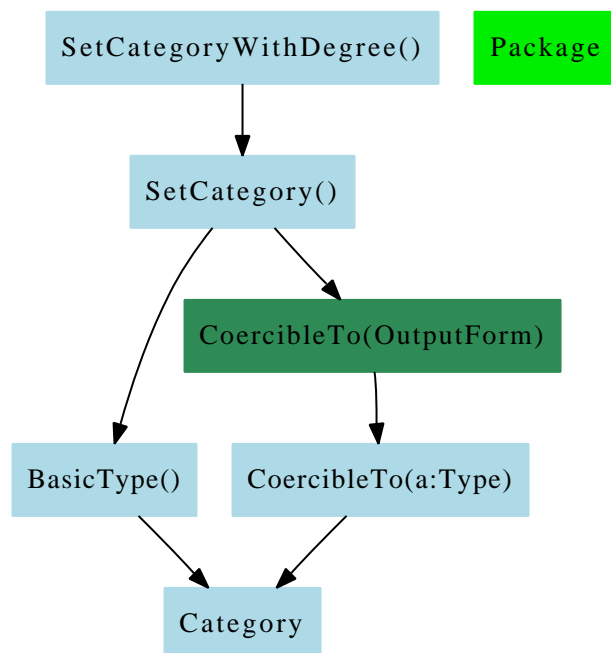 SetCategoryWithDegree()
Package
SetCategory()
CoercibleTo(OutputForm)
BasicType()
CoercibleTo(a:Type)
Category